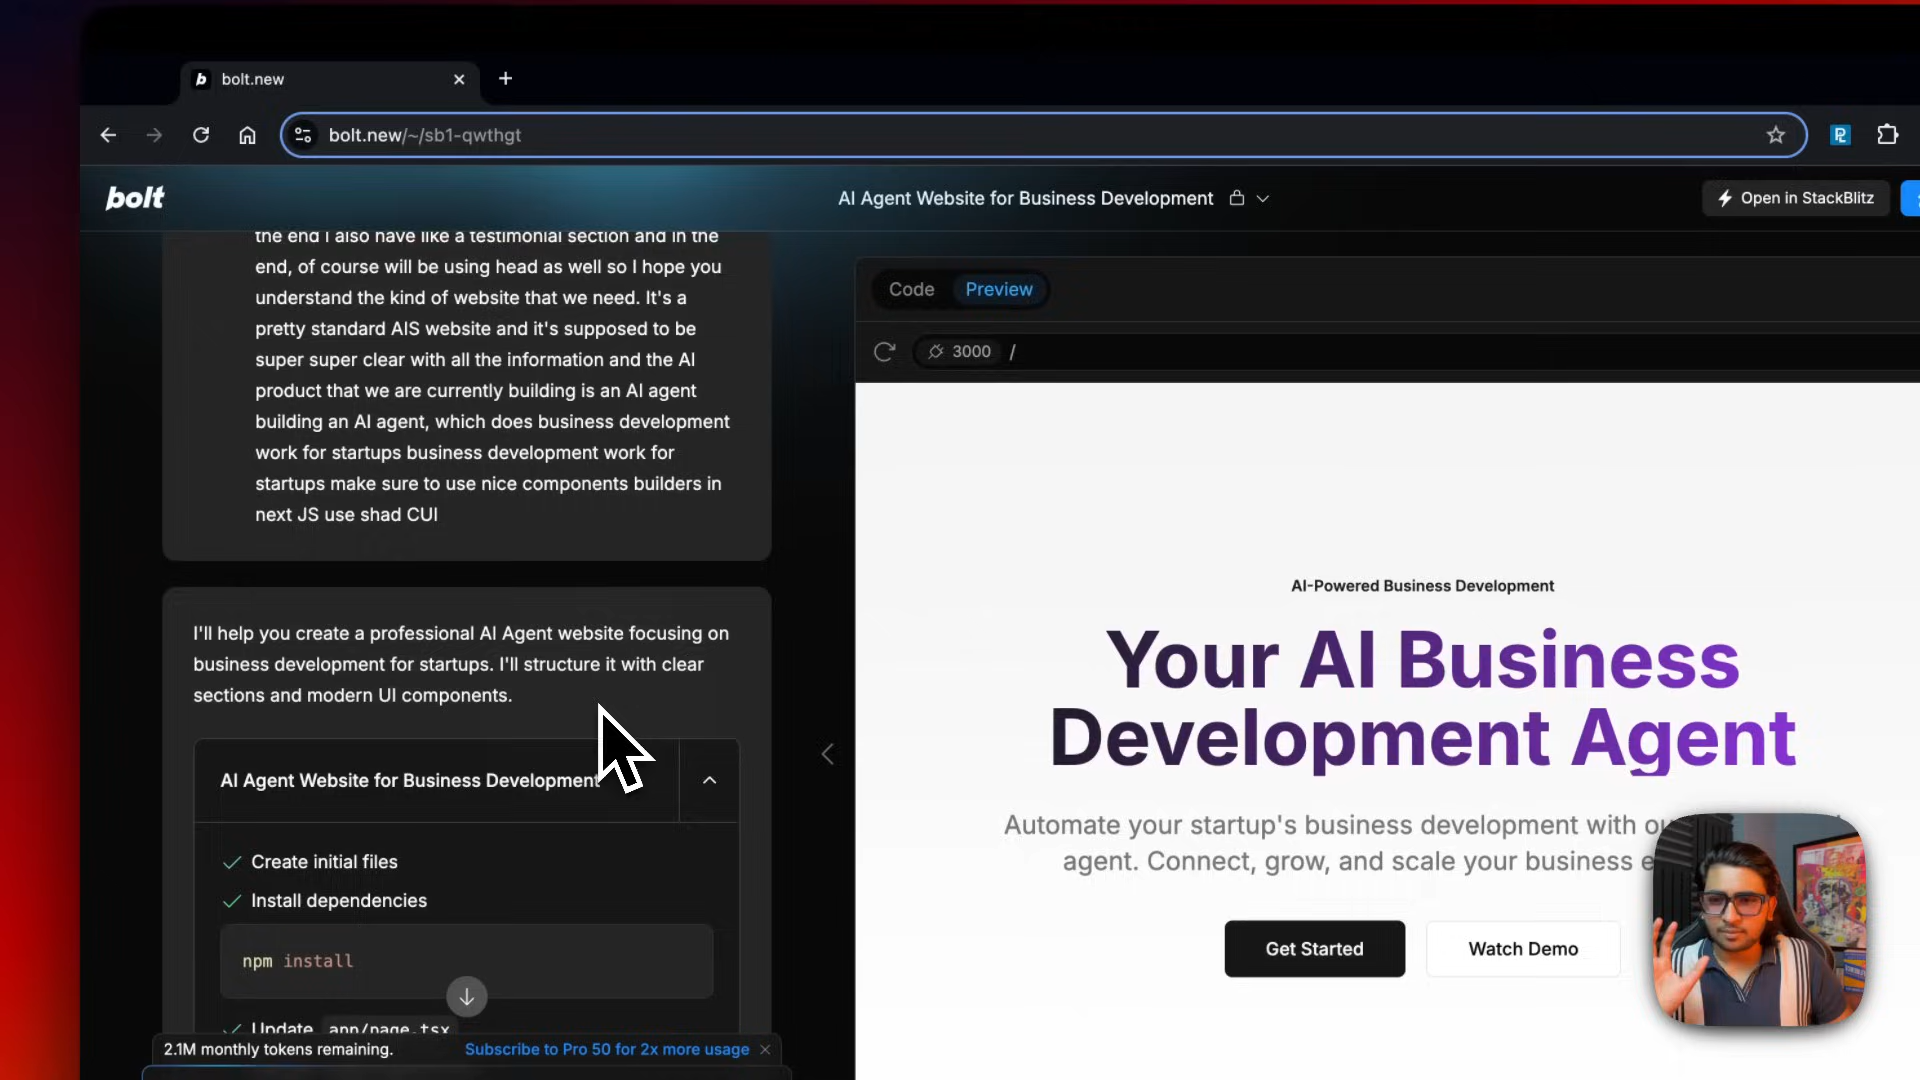 b bolt.new
bolt.new/~/sb1-qwthgt
bolt
AI Agent Website for Business Development
Open in StackBlitz
the end I also have like a testimonial section and in the
end, of course will be using head as well so I hope you
understand the kind of website that we need. It's a
pretty standard AIS website and it's supposed to be
super super clear with all the information and the AI
product that we are currently building is an AI agent
building an AI agent, which does business development
work for startups business development work for
startups make sure to use nice components builders in
next JS use shad CUI
I'll help you create a professional AI Agent website focusing on
business development for startups. I'll structure it with clear
sections and modern UI components.
AI Agent Website for Business Development
Create initial files
Install dependencies
npm install
Update app/page.tsx
2.1M monthly tokens remaining. Subscribe to Pro 50 for 2x more usage
Code Preview
3000 /
AI-Powered Business Development
Your AI Business
Development Agent
Automate your startup's business development with
agent. Connect, grow, and scale your business
Get Started Watch Demo